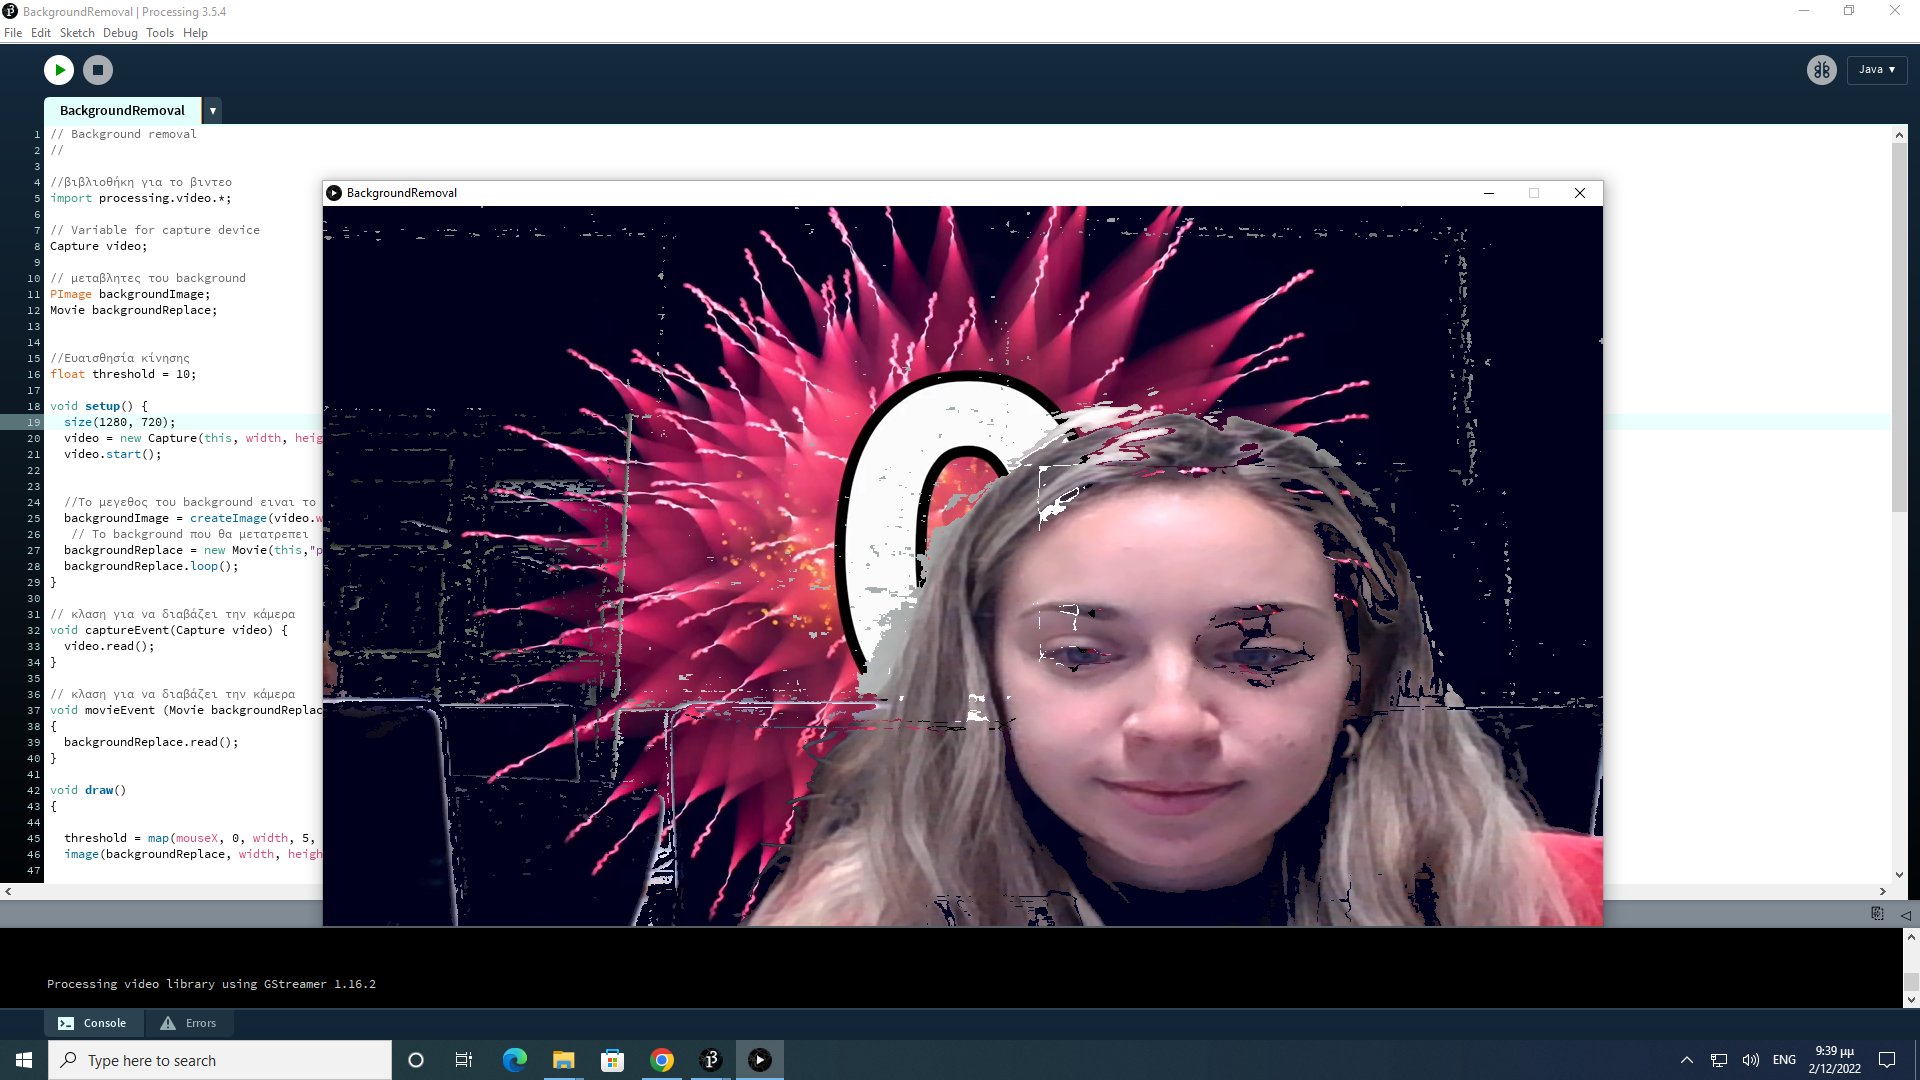 BackgroundRemoval | Processing 3.5.4
File Edit Sketch Debug Tools Help
Java ▾
BackgroundRemoval ▾
1 // Background removal
2 //
3
4 //βιβλιοθήκη για το βιντεο
5 import processing.video.*;
6
7 // Variable for capture device
8 Capture video;
9
10 // μεταβλητες του background
11 PImage backgroundImage;
12 Movie backgroundReplace;
13
14
15 //Ευαισθησία κίνησης
16 float threshold = 10;
17
18 void setup() {
19 size(1280, 720);
20 video = new Capture(this, width, heig
21 video.start();
22
23
24 //Το μεγεθος του background ειναι το
25 backgroundImage = createImage(video.w
26 // Το background που θα μετατρεπει
27 backgroundReplace = new Movie(this,"p
28 backgroundReplace.loop();
29 }
30
31 // κλαση για να διαβάζει την κάμερα
32 void captureEvent(Capture video) {
33 video.read();
34 }
35
36 // κλαση για να διαβάζει την κάμερα
37 void movieEvent (Movie backgroundReplac
38 {
39 backgroundReplace.read();
40 }
41
42 void draw()
43 {
44
45 threshold = map(mouseX, 0, width, 5,
46 image(backgroundReplace, width, heigh
47
BackgroundRemoval
Processing video library using GStreamer 1.16.2
Console Errors
Type here to search
ENG
9:39 μμ
2/12/2022